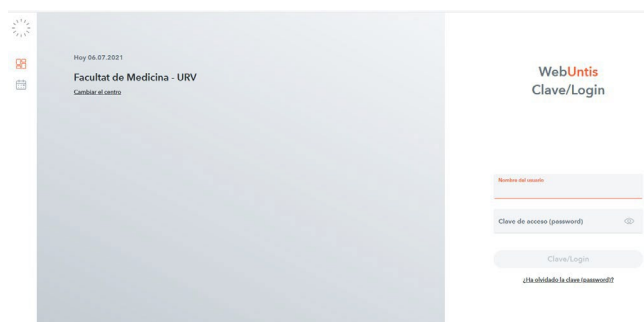 Hoy 06.07.2021
Facultat de Medicina - URV
Cambiar el centro
WebUntis
Clave/Login
Nombre del usuario
Clave de acceso (password)
Clave/Login
¿Ha olvidado la clave (password)?